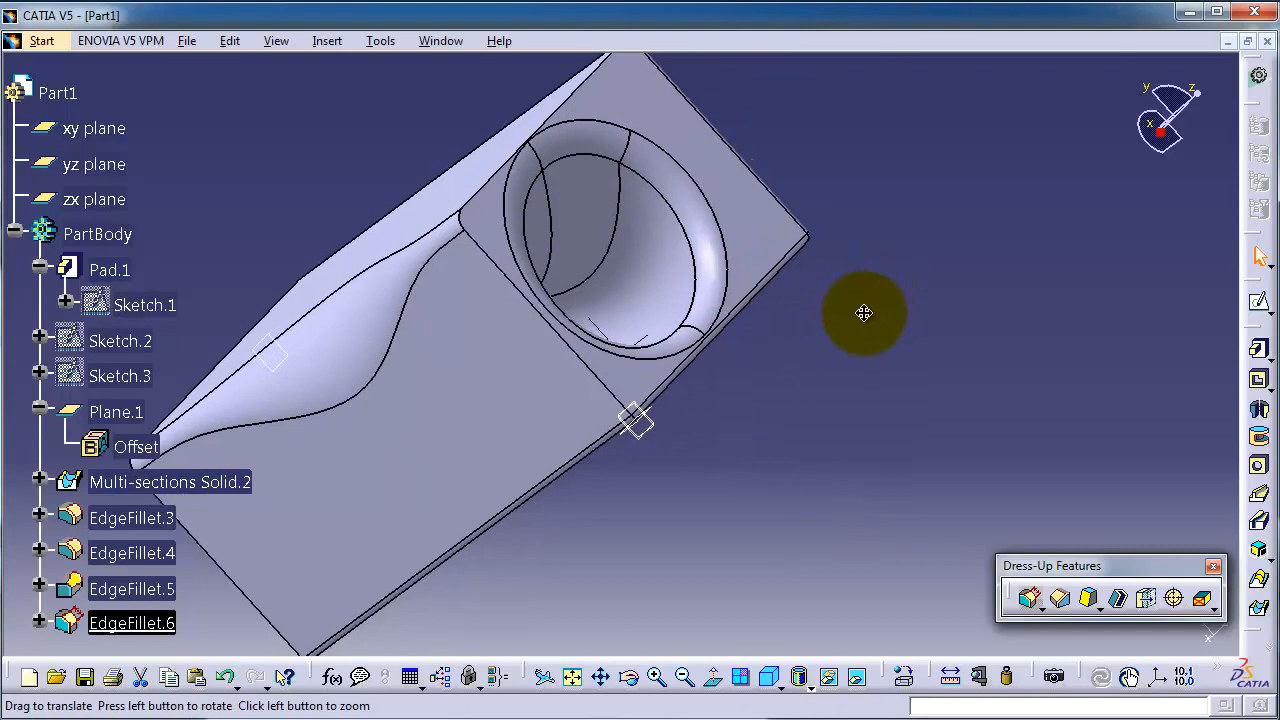 CATIA V5 - [Part1]
Start ENOVIA V5 VPM File Edit View Insert Tools Window Help
Part1
xy plane
yz plane
zx plane
PartBody
Pad.1
Sketch.1
Sketch.2
Sketch.3
Plane.1
Offset
Multi-sections Solid.2
EdgeFillet.3
EdgeFillet.4
EdgeFillet.5
EdgeFillet.6
y
z
x
Dress-Up Features
CATIA
Drag to translate Press left button to rotate Click left button to zoom